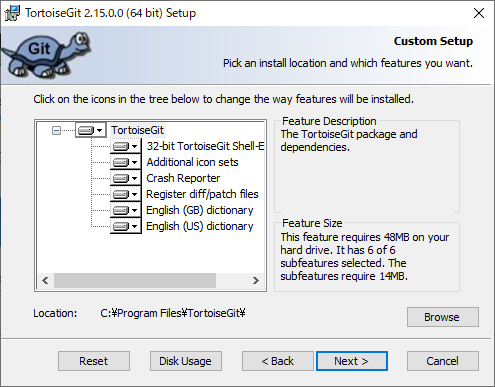 TortoiseGit 2.15.0.0 (64 bit) Setup
Git
Custom Setup
Pick an install location and which features you want.
Click on the icons in the tree below to change the way features will be installed.
TortoiseGit
32-bit TortoiseGit Shell-E
Additional icon sets
Crash Reporter
Register diff/patch files
English (GB) dictionary
English (US) dictionary
Feature Description
The TortoiseGit package and
dependencies.
Feature Size
This feature requires 48MB on your
hard drive. It has 6 of 6
subfeatures selected. The
subfeatures require 14MB.
Location: C:¥Program Files¥TortoiseGit¥
Browse
Reset Disk Usage < Back Next > Cancel